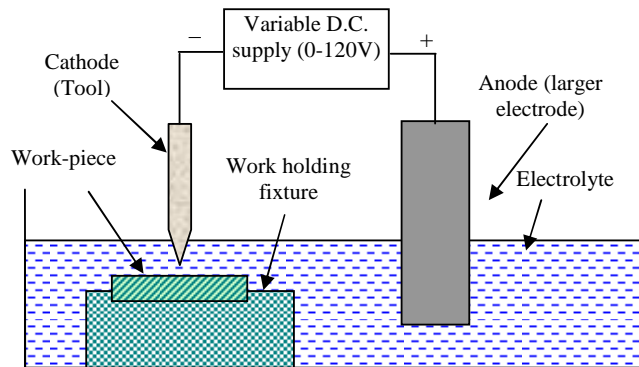 Variable D.C.
supply (0-120V)
–
+
Cathode
(Tool)
Anode (larger
electrode)
Work-piece
Work holding
fixture
Electrolyte